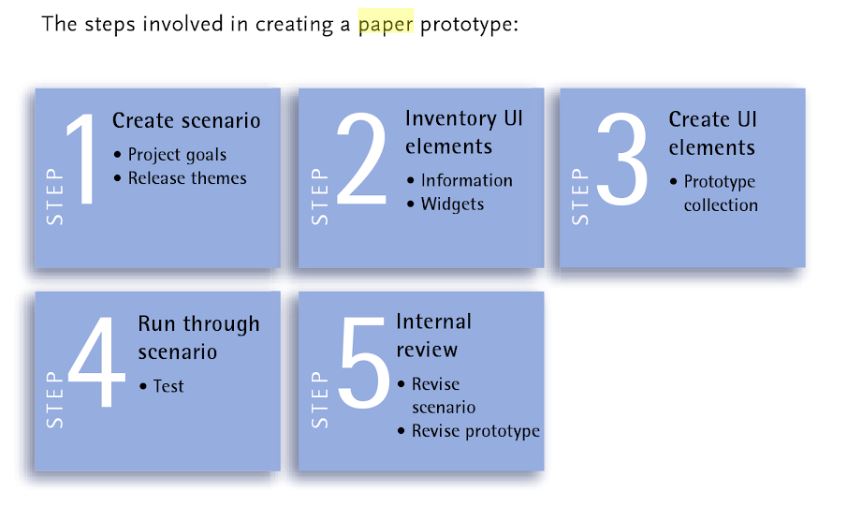 The steps involved in creating a paper prototype:
STEP 1
Create scenario
• Project goals
• Release themes
STEP 2
Inventory UI
elements
• Information
• Widgets
STEP 3
Create UI
elements
• Prototype
collection
STEP 4
Run through
scenario
• Test
STEP 5
Internal
review
• Revise
scenario
• Revise prototype